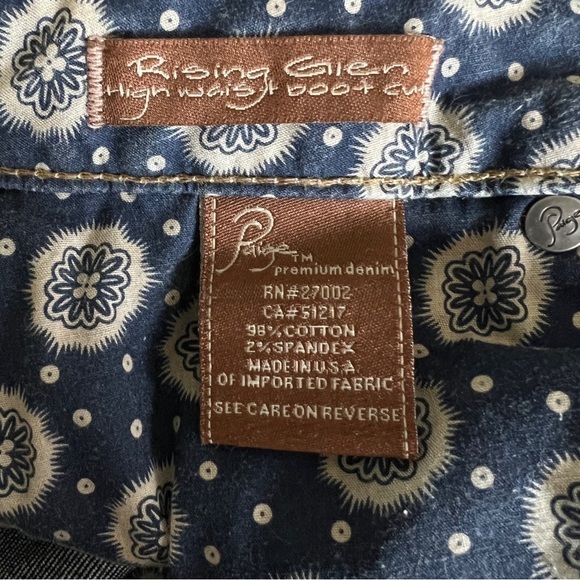 Rising Glen
High waist boot cut
Paige TM
premium denim
RN#27002
CA#51217
98% COTTON
2% SPANDEX
MADE IN U.S.A
OF IMPORTED FABRIC
SEE CARE ON REVERSE
Paige